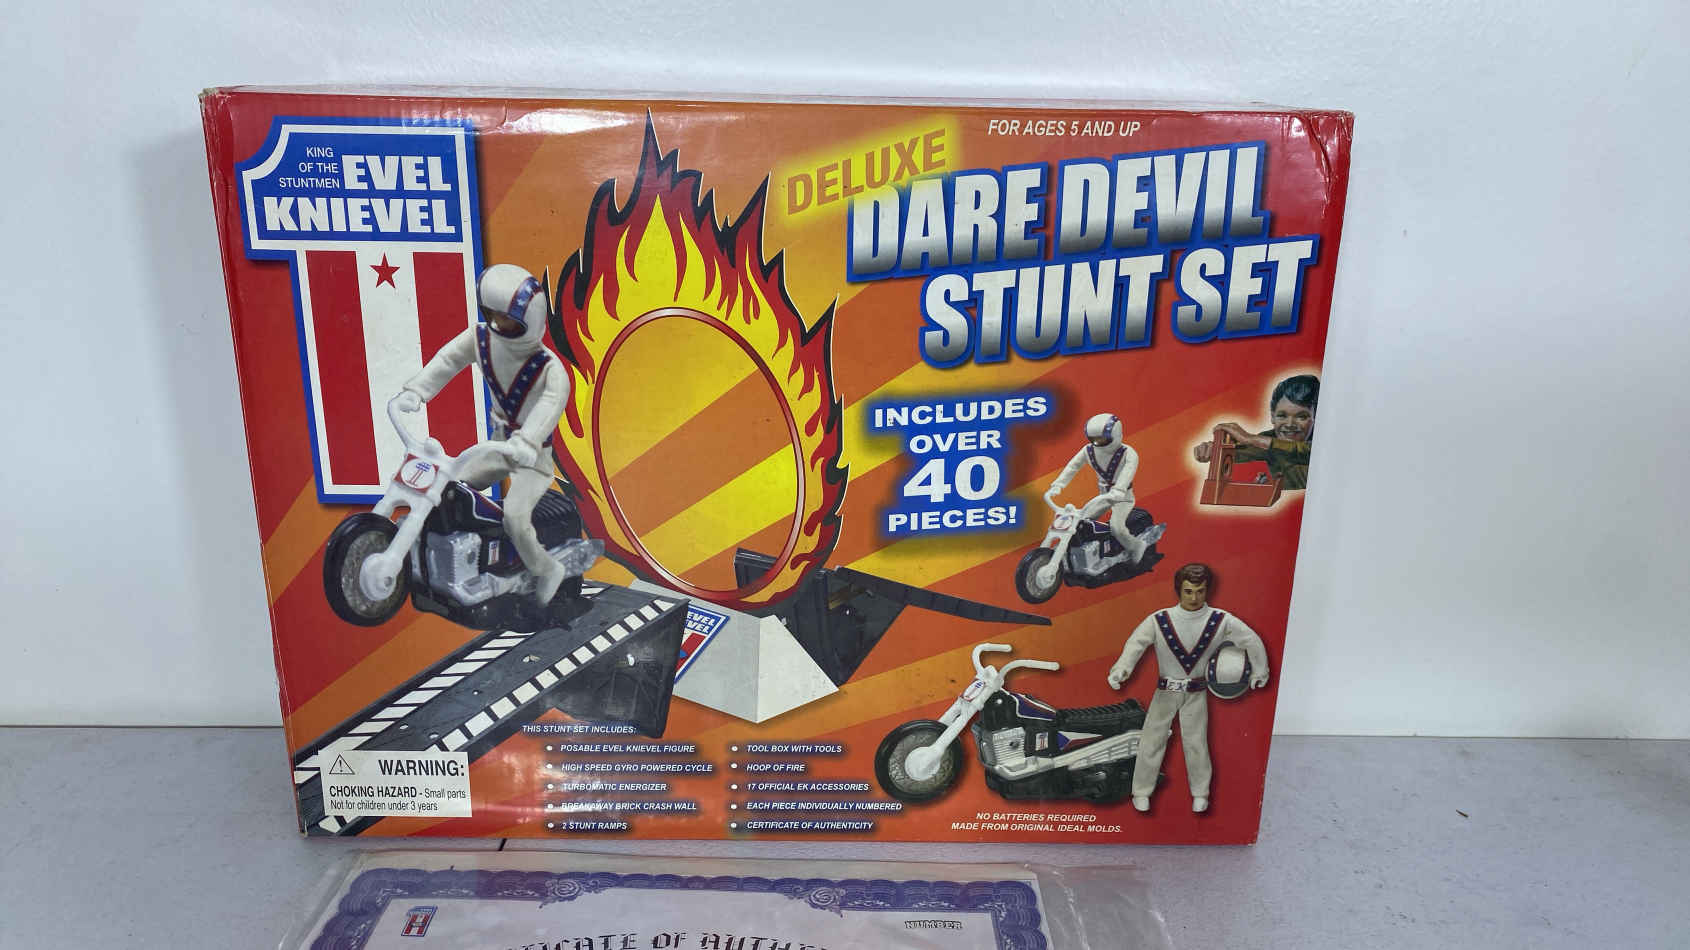 KING
OF THE
STUNTMEN EVEL
KNIEVEL
FOR AGES 5 AND UP
DELUXE
DARE DEVIL
STUNT SET
INCLUDES
OVER
40
PIECES!
THIS STUNT SET INCLUDES:
• POSABLE EVEL KNIEVEL FIGURE
• HIGH SPEED GYRO POWERED CYCLE
• TURBOMATIC ENERGIZER
• BREAKAWAY BRICK CRASH WALL
• 2 STUNT RAMPS
• TOOL BOX WITH TOOLS
• HOOP OF FIRE
• 17 OFFICIAL EK ACCESSORIES
• EACH PIECE INDIVIDUALLY NUMBERED
• CERTIFICATE OF AUTHENTICITY
WARNING:
CHOKING HAZARD - Small parts
Not for children under 3 years
NO BATTERIES REQUIRED
MADE FROM ORIGINAL IDEAL MOLDS.
NUMBER
OF